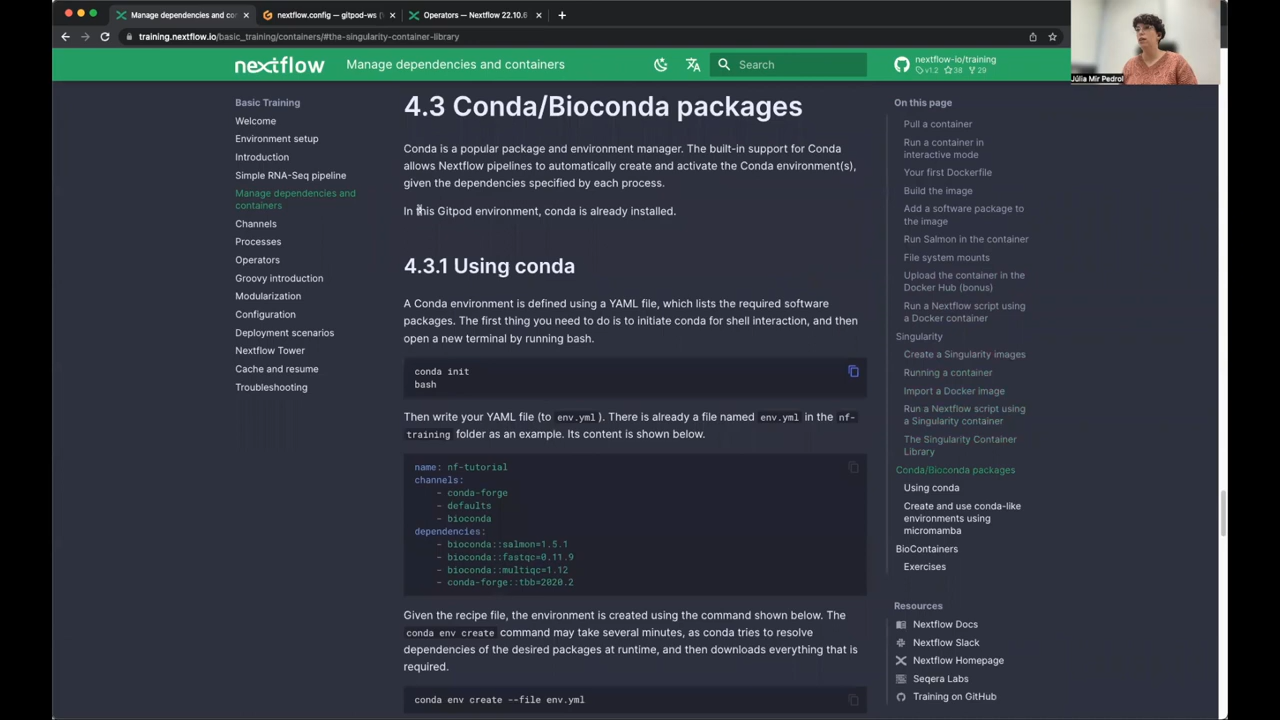 Manage dependencies and co
nextflow.config — gitpod-ws [
Operators — Nextflow 22.10.6
training.nextflow.io/basic_training/containers/#the-singularity-container-library
nextflow
Manage dependencies and containers
Search
nextflow-io/training
v1.2 38 29
Júlia Mir Pedrol
Basic Training
Welcome
Environment setup
Introduction
Simple RNA-Seq pipeline
Manage dependencies and
containers
Channels
Processes
Operators
Groovy introduction
Modularization
Configuration
Deployment scenarios
Nextflow Tower
Cache and resume
Troubleshooting
4.3 Conda/Bioconda packages
Conda is a popular package and environment manager. The built-in support for Conda
allows Nextflow pipelines to automatically create and activate the Conda environment(s),
given the dependencies specified by each process.
In this Gitpod environment, conda is already installed.
4.3.1 Using conda
A Conda environment is defined using a YAML file, which lists the required software
packages. The first thing you need to do is to initiate conda for shell interaction, and then
open a new terminal by running bash.
conda init
bash
Then write your YAML file (to env.yml). There is already a file named env.yml in the nf-
training folder as an example. Its content is shown below.
name: nf-tutorial
channels:
- conda-forge
- defaults
- bioconda
dependencies:
- bioconda::salmon=1.5.1
- bioconda::fastqc=0.11.9
- bioconda::multiqc=1.12
- conda-forge::tbb=2020.2
Given the recipe file, the environment is created using the command shown below. The
conda env create command may take several minutes, as conda tries to resolve
dependencies of the desired packages at runtime, and then downloads everything that is
required.
conda env create --file env.yml
On this page
Pull a container
Run a container in
interactive mode
Your first Dockerfile
Build the image
Add a software package to
the image
Run Salmon in the container
File system mounts
Upload the container in the
Docker Hub (bonus)
Run a Nextflow script using
a Docker container
Singularity
Create a Singularity images
Running a container
Import a Docker image
Run a Nextflow script using
a Singularity container
The Singularity Container
Library
Conda/Bioconda packages
Using conda
Create and use conda-like
environments using
micromamba
BioContainers
Exercises
Resources
Nextflow Docs
Nextflow Slack
Nextflow Homepage
Seqera Labs
Training on GitHub